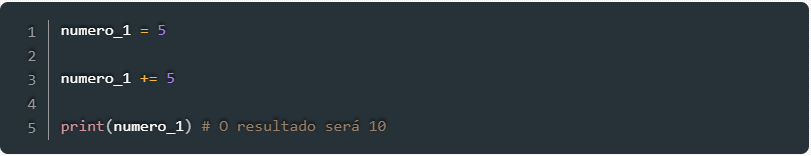 1 numero_1 = 5
2
3 numero_1 += 5
4
5 print(numero_1) # O resultado será 10